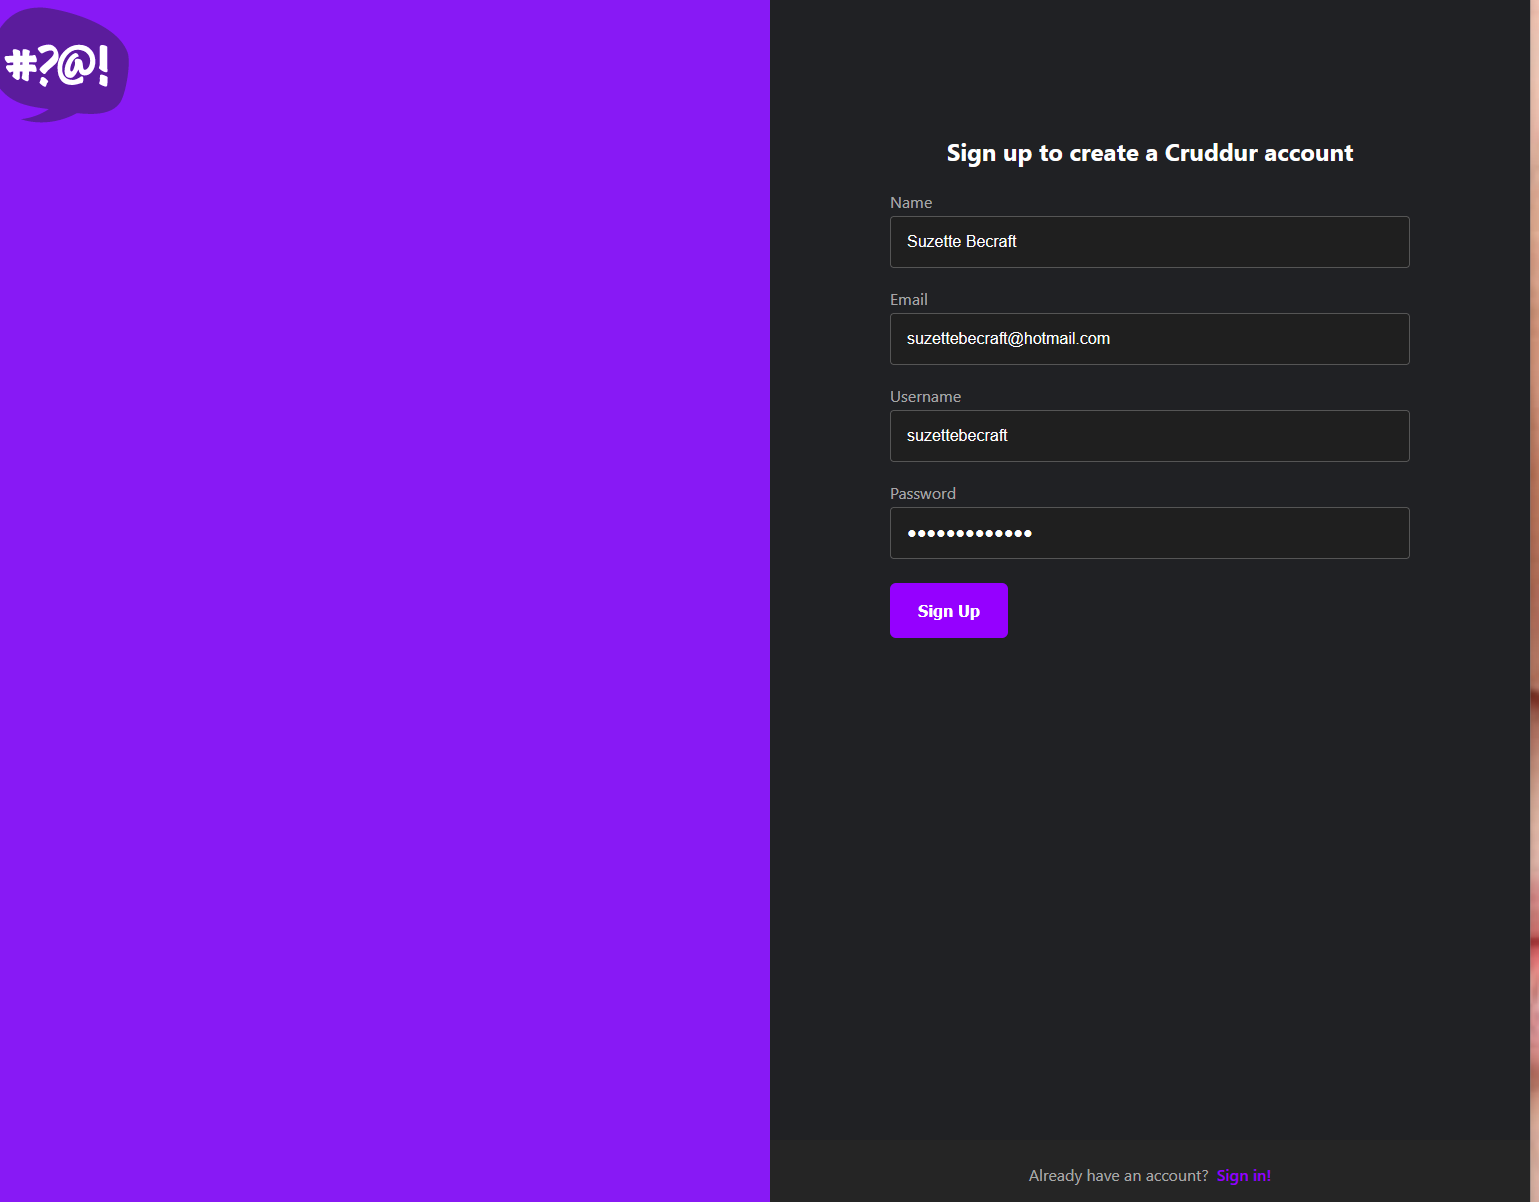 #?@!
Sign up to create a Cruddur account
Name
Suzette Becraft
Email
suzettebecraft@hotmail.com
Username
suzettebecraft
Password
•••••••••••••
Sign Up
Already have an account? Sign in!